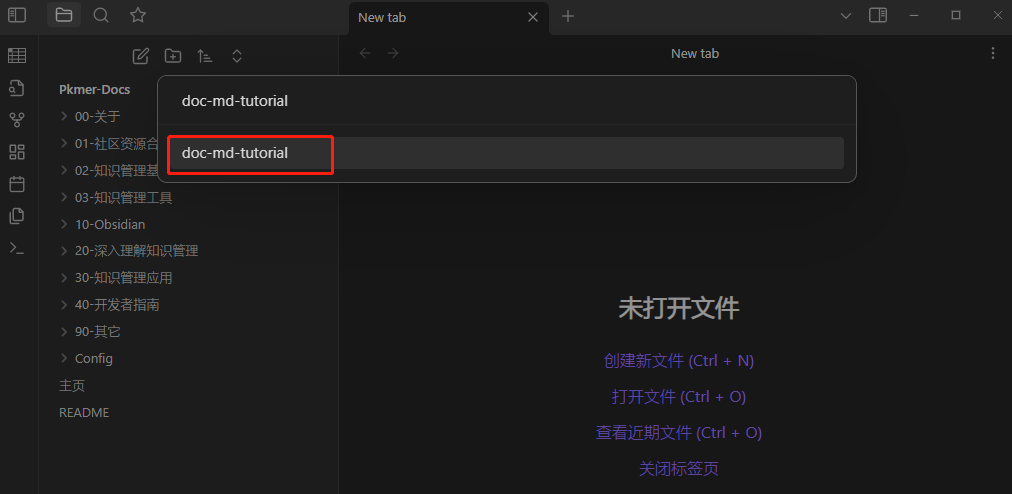 New tab
New tab
Pkmer-Docs
doc-md-tutorial
doc-md-tutorial
00-关于
01-社区资源合
02-知识管理基
03-知识管理工具
10-Obsidian
20-深入理解知识管理
30-知识管理应用
40-开发者指南
90-其它
Config
主页
README
未打开文件
创建新文件 (Ctrl + N)
打开文件 (Ctrl + O)
查看近期文件 (Ctrl + O)
关闭标签页